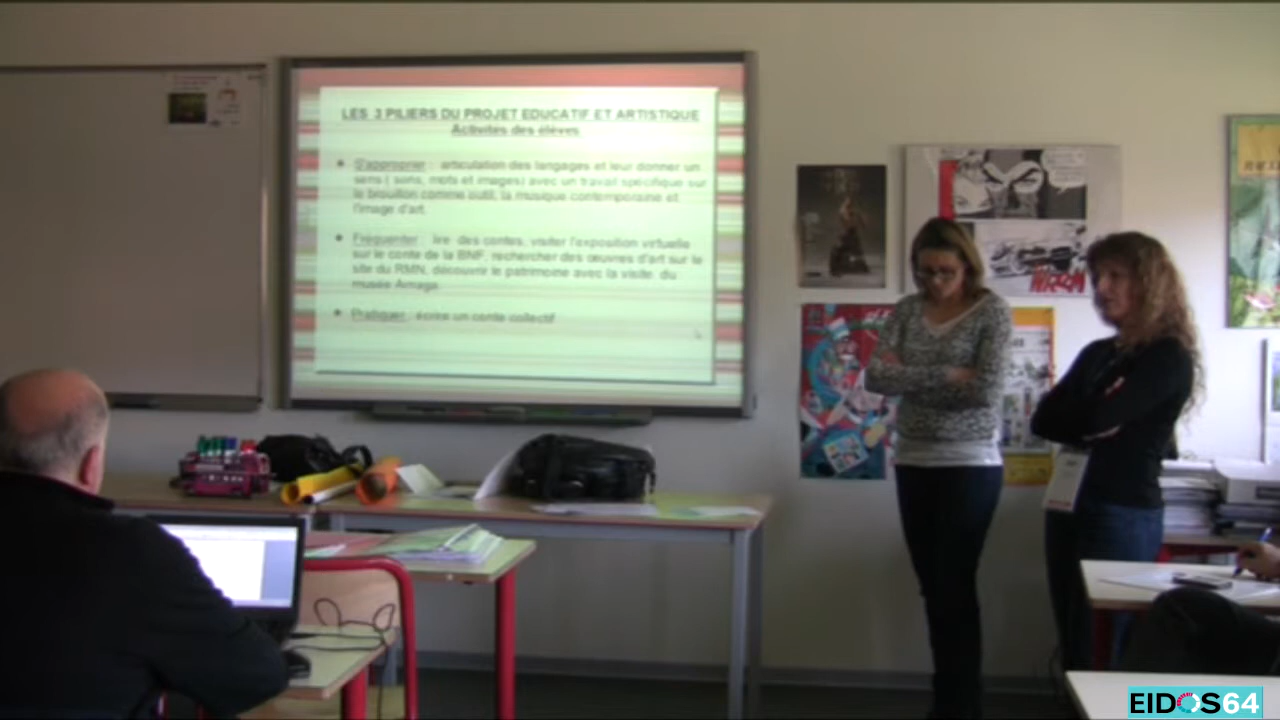 LES 3 PILIERS DU PROJET EDUCATIF ET ARTISTIQUE
Activités des élèves
• S'approprier : articulation des langages et leur donner un
sens ( sons, mots et images) avec un travail spécifique sur
le brouillon comme outil, la musique contemporaine et
l'image d'art.
• Fréquenter : lire des contes, visiter l'exposition virtuelle
sur le conte de la BNF, rechercher des œuvres d'art sur le
site du RMN, découvrir le patrimoine avec la visite du
musée
• Pratiquer : écrire un conte collectif
EIDOS64